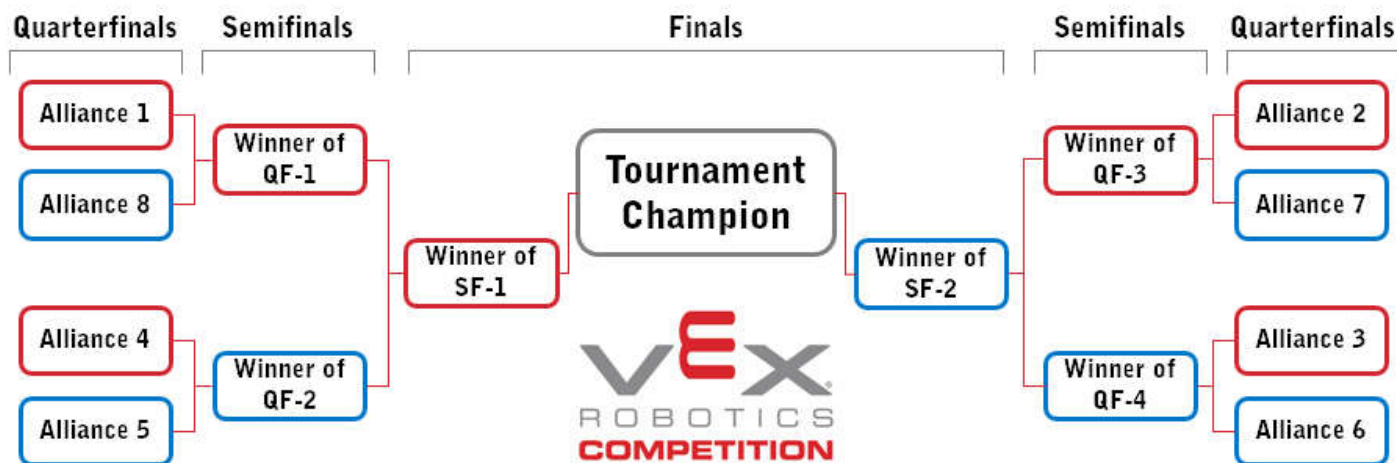 Quarterfinals Semifinals Finals Semifinals Quarterfinals
Alliance 1
Alliance 8
Alliance 4
Alliance 5
Winner of
QF-1
Winner of
QF-2
Winner of
SF-1
Tournament
Champion
Winner of
SF-2
Winner of
QF-3
Winner of
QF-4
Alliance 2
Alliance 7
Alliance 3
Alliance 6
VEX
ROBOTICS
COMPETITION